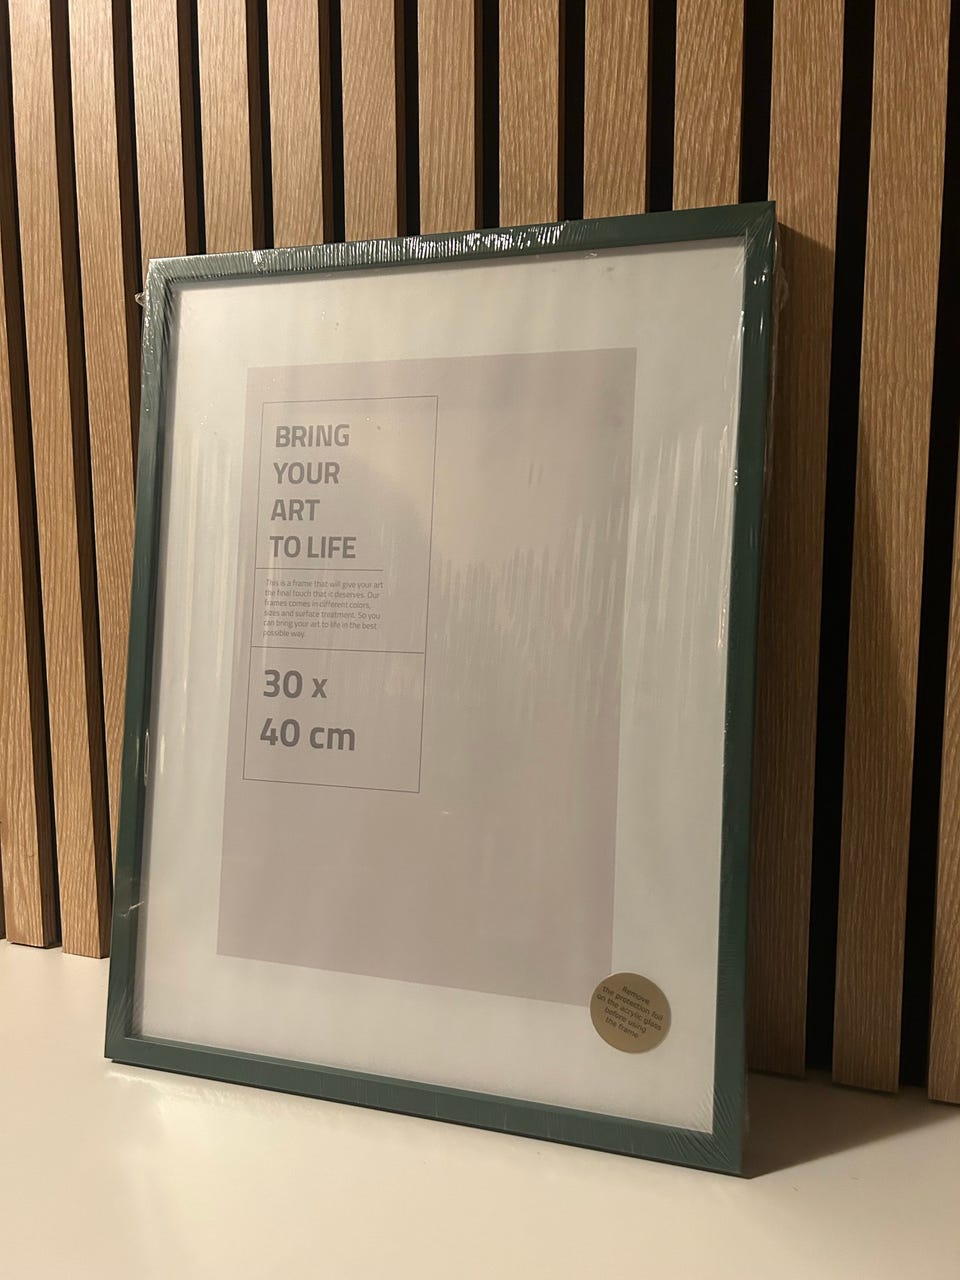 BRING
YOUR
ART
TO LIFE
This is a frame that will give your art
the final touch that it deserves. Our
frames comes in different colors,
sizes and surface treatment. So you
can bring your art to life in the best
possible way.
30 x
40 cm
Remove
the protection foil
on the acrylic glass
before using
the frame